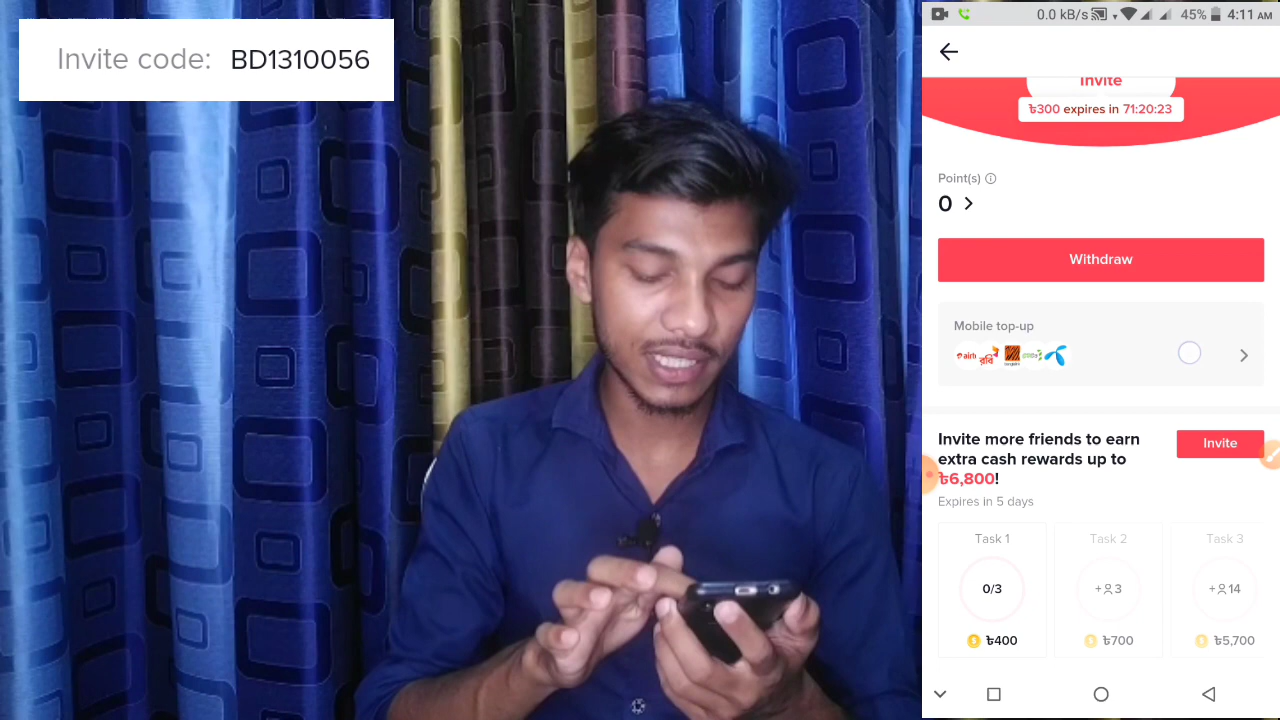 Invite code: BD1310056
0.0 kB/s
45%
4:11 AM
Invite
৳300 expires in 71:20:23
Point(s)
0
Withdraw
Mobile top-up
রবি
Invite more friends to earn
extra cash rewards up to
৳6,800!
Invite
Expires in 5 days
Task 1
Task 2
Task 3
0/3
+3
+14
৳400
৳700
৳5,700